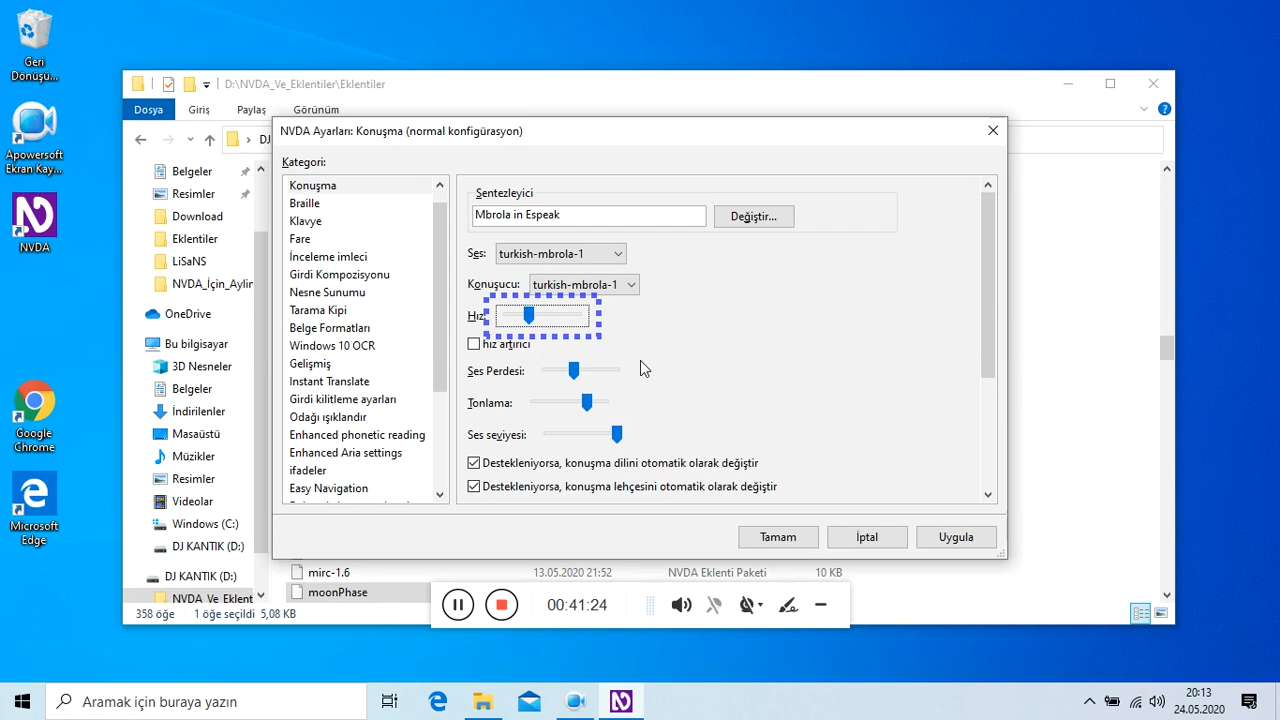 Geri
Dönüşü...
Apowersoft
Ekran Kay...
NVDA
Google
Chrome
Microsoft
Edge
D:\NVDA_Ve_Eklentiler\Eklentiler
Dosya
Giriş
Paylaş
Görünüm
DJ
Belgeler
Resimler
Download
Eklentiler
LiSaNS
NVDA_İçin_Aylin
OneDrive
Bu bilgisayar
3D Nesneler
Belgeler
İndirilenler
Masaüstü
Müzikler
Resimler
Videolar
Windows (C:)
DJ KANTIK (D:)
DJ KANTIK (D:)
NVDA_Ve_Eklent
358 öğe
1 öğe seçildi
5,08 KB
NVDA Ayarları: Konuşma (normal konfigürasyon)
Kategori:
Konuşma
Braille
Klavye
Fare
İnceleme imleci
Girdi Kompozisyonu
Nesne Sunumu
Tarama Kipi
Belge Formatları
Windows 10 OCR
Gelişmiş
Instant Translate
Girdi kilitleme ayarları
Odağı ışıklandır
Enhanced phonetic reading
Enhanced Aria settings
ifadeler
Easy Navigation
Sentezleyici
Mbrola in Espeak
Değiştir...
Ses:
turkish-mbrola-1
Konuşucu:
turkish-mbrola-1
Hız:
hız artırıcı
Ses Perdesi:
Tonlama:
Ses seviyesi:
Destekleniyorsa, konuşma dilini otomatik olarak değiştir
Destekleniyorsa, konuşma lehçesini otomatik olarak değiştir
Tamam
İptal
Uygula
mirc-1.6
13.05.2020 21:52
NVDA Eklenti Paketi
10 KB
moonPhase
00:41:24
Aramak için buraya yazın
20:13
24.05.2020